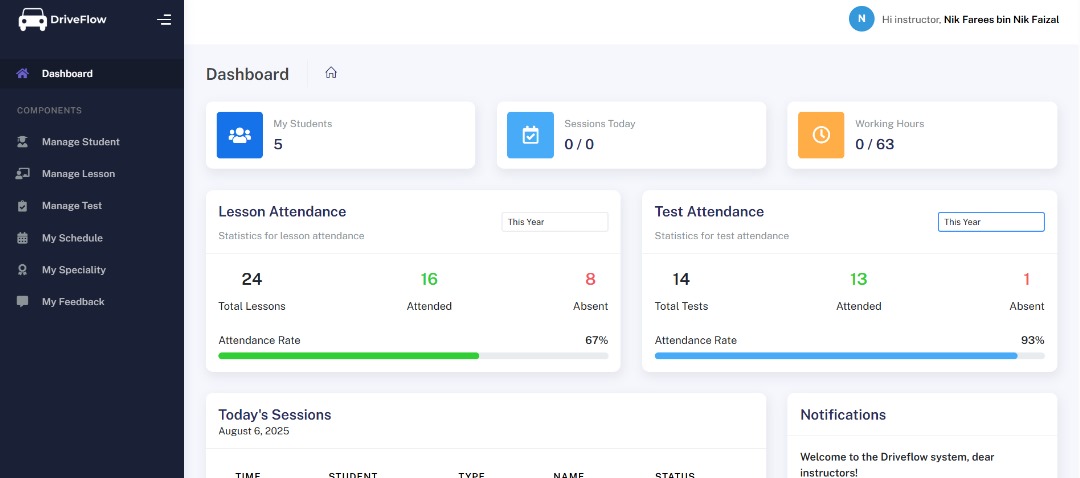 DriveFlow
N Hi instructor, Nik Farees bin Nik Faizal
Dashboard
COMPONENTS
Manage Student
Manage Lesson
Manage Test
My Schedule
My Speciality
My Feedback
Dashboard
My Students
5
Sessions Today
0 / 0
Working Hours
0 / 63
Lesson Attendance
Statistics for lesson attendance
This Year
24 16 8
Total Lessons Attended Absent
Attendance Rate 67%
Test Attendance
Statistics for test attendance
This Year
14 13 1
Total Tests Attended Absent
Attendance Rate 93%
Today's Sessions
August 6, 2025
TIME STUDENT TYPE NAME STATUS
Notifications
Welcome to the Driveflow system, dear
instructors!